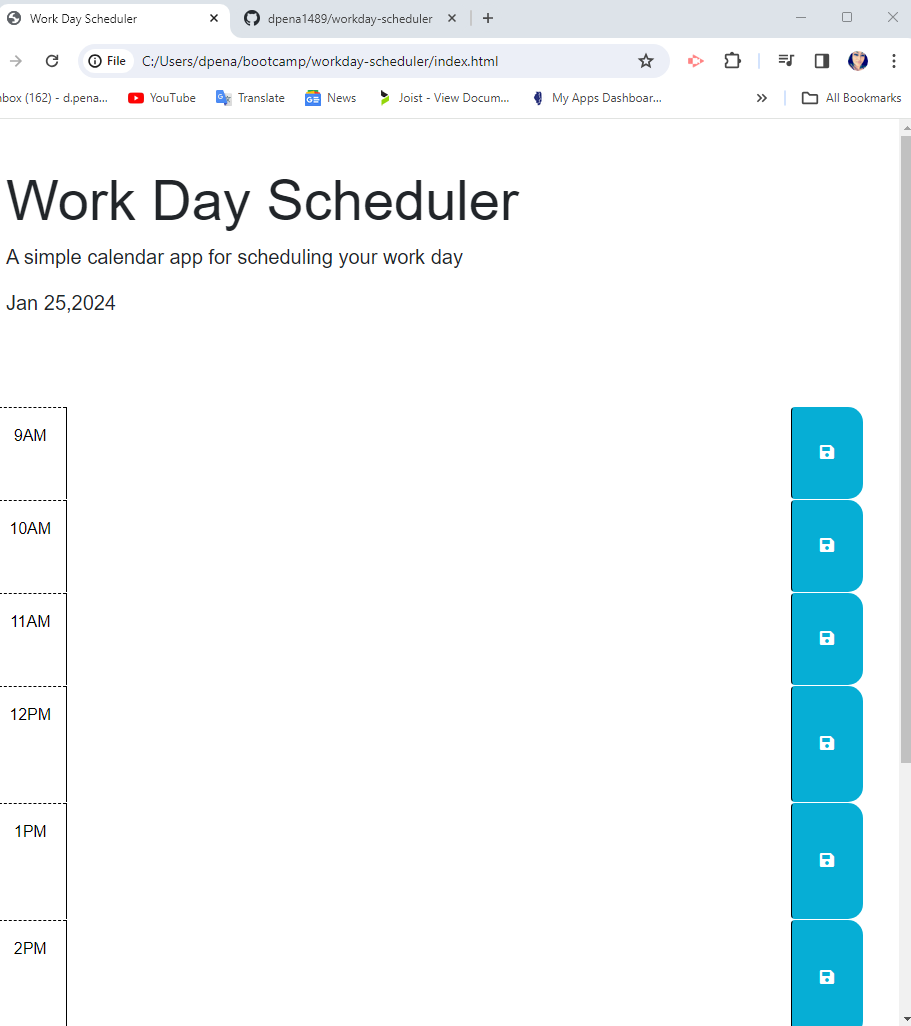 Work Day Scheduler
dpena1489/workday-scheduler
File
C:/Users/dpena/bootcamp/workday-scheduler/index.html
nbox (162) - d.pena...
YouTube
Translate
News
Joist - View Docum...
My Apps Dashboar...
All Bookmarks
Work Day Scheduler
A simple calendar app for scheduling your work day
Jan 25,2024
9AM
10AM
11AM
12PM
1PM
2PM